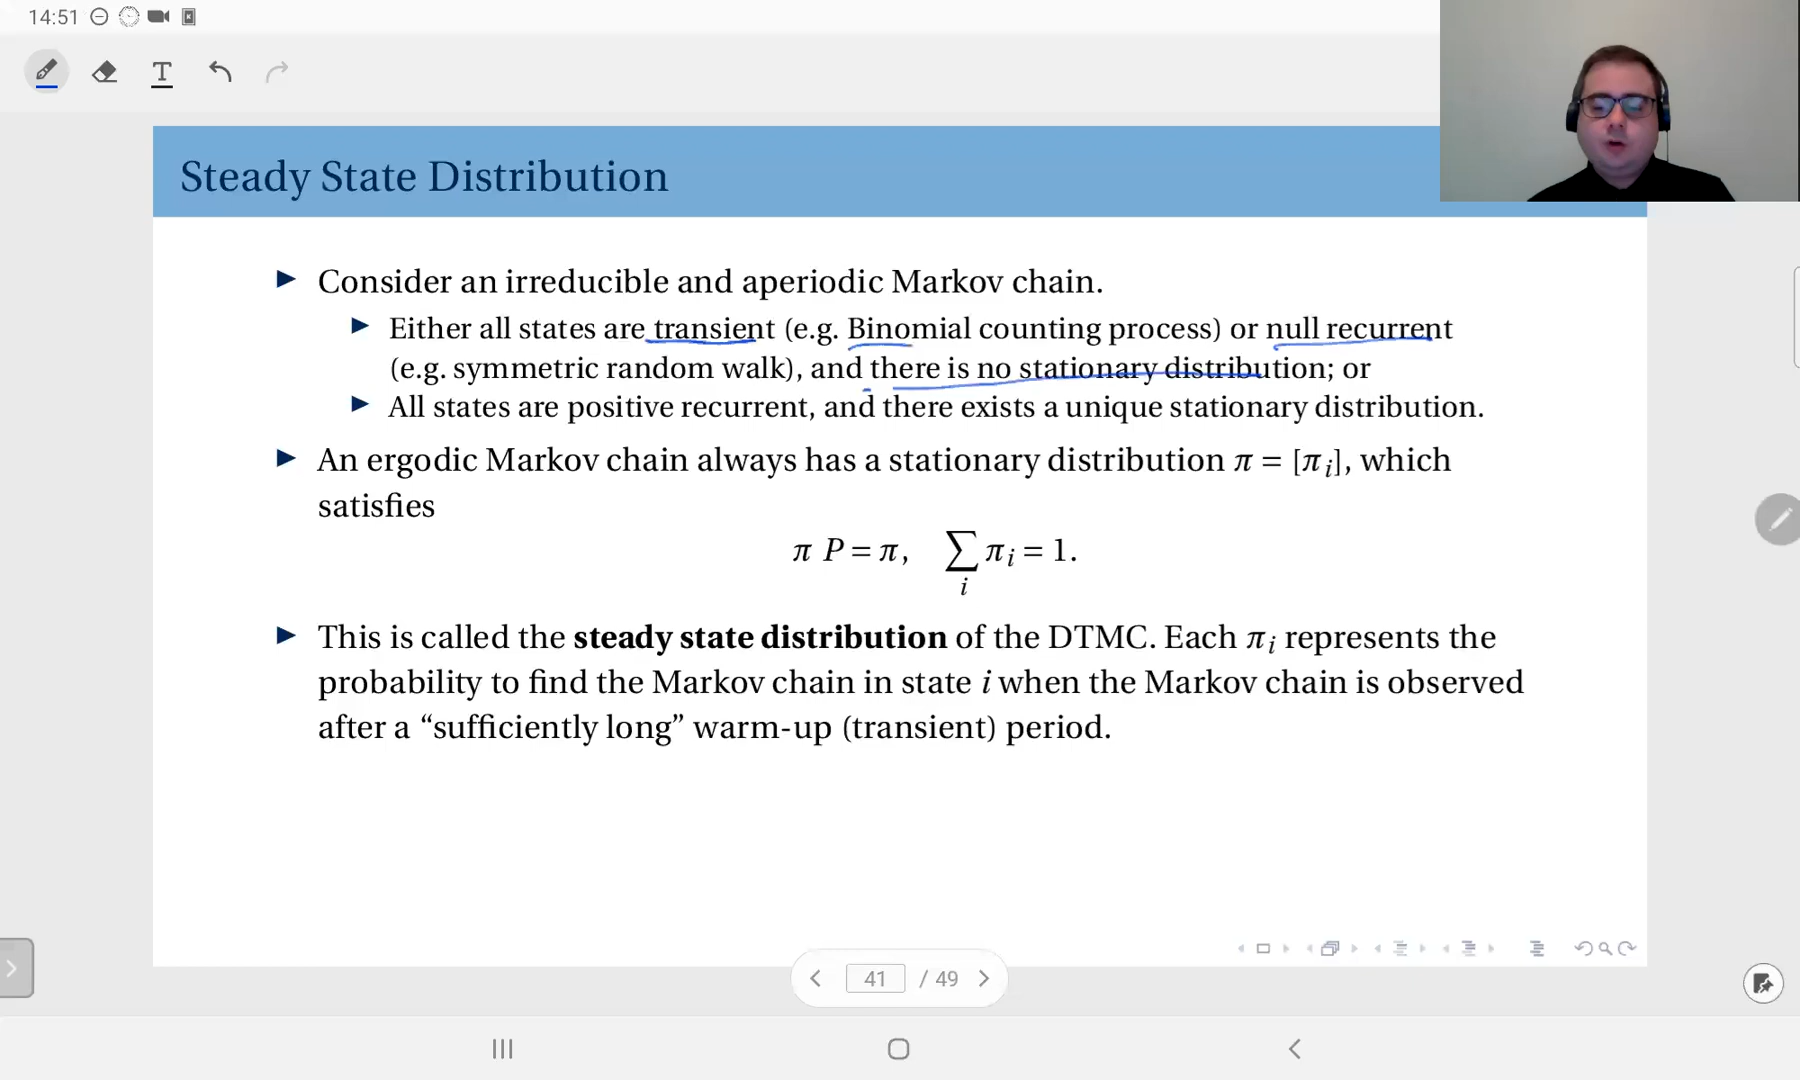 14:51
T
Steady State Distribution
Consider an irreducible and aperiodic Markov chain.
Either all states are transient (e.g. Binomial counting process) or null recurrent
(e.g. symmetric random walk), and there is no stationary distribution; or
All states are positive recurrent, and there exists a unique stationary distribution.
An ergodic Markov chain always has a stationary distribution π = [π_i], which
satisfies
π P = π, ∑_i π_i = 1.
This is called the steady state distribution of the DTMC. Each π_i represents the
probability to find the Markov chain in state i when the Markov chain is observed
after a “sufficiently long” warm-up (transient) period.
41 / 49